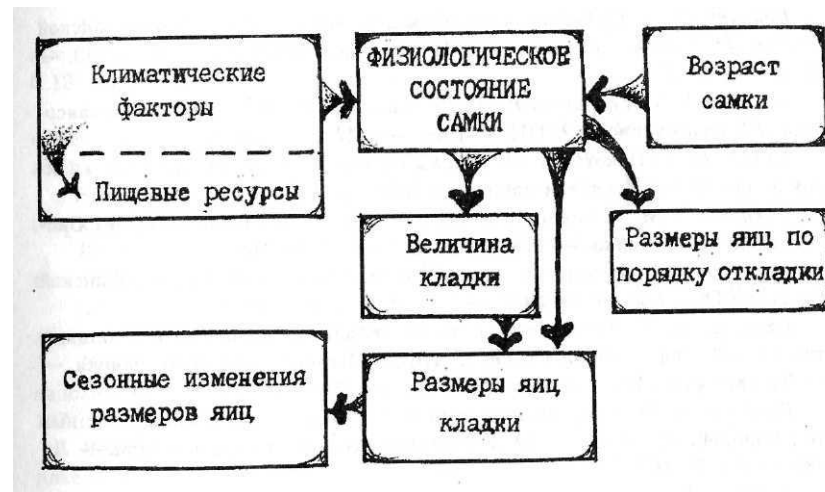 Климатические
факторы
Пищевые ресурсы
ФИЗИОЛОГИЧЕСКОЕ
СОСТОЯНИЕ
САМКИ
Возраст
самки
Величина
кладки
Размеры яиц по
порядку откладки
Сезонные изменения
размеров яиц
Размеры яиц
кладки